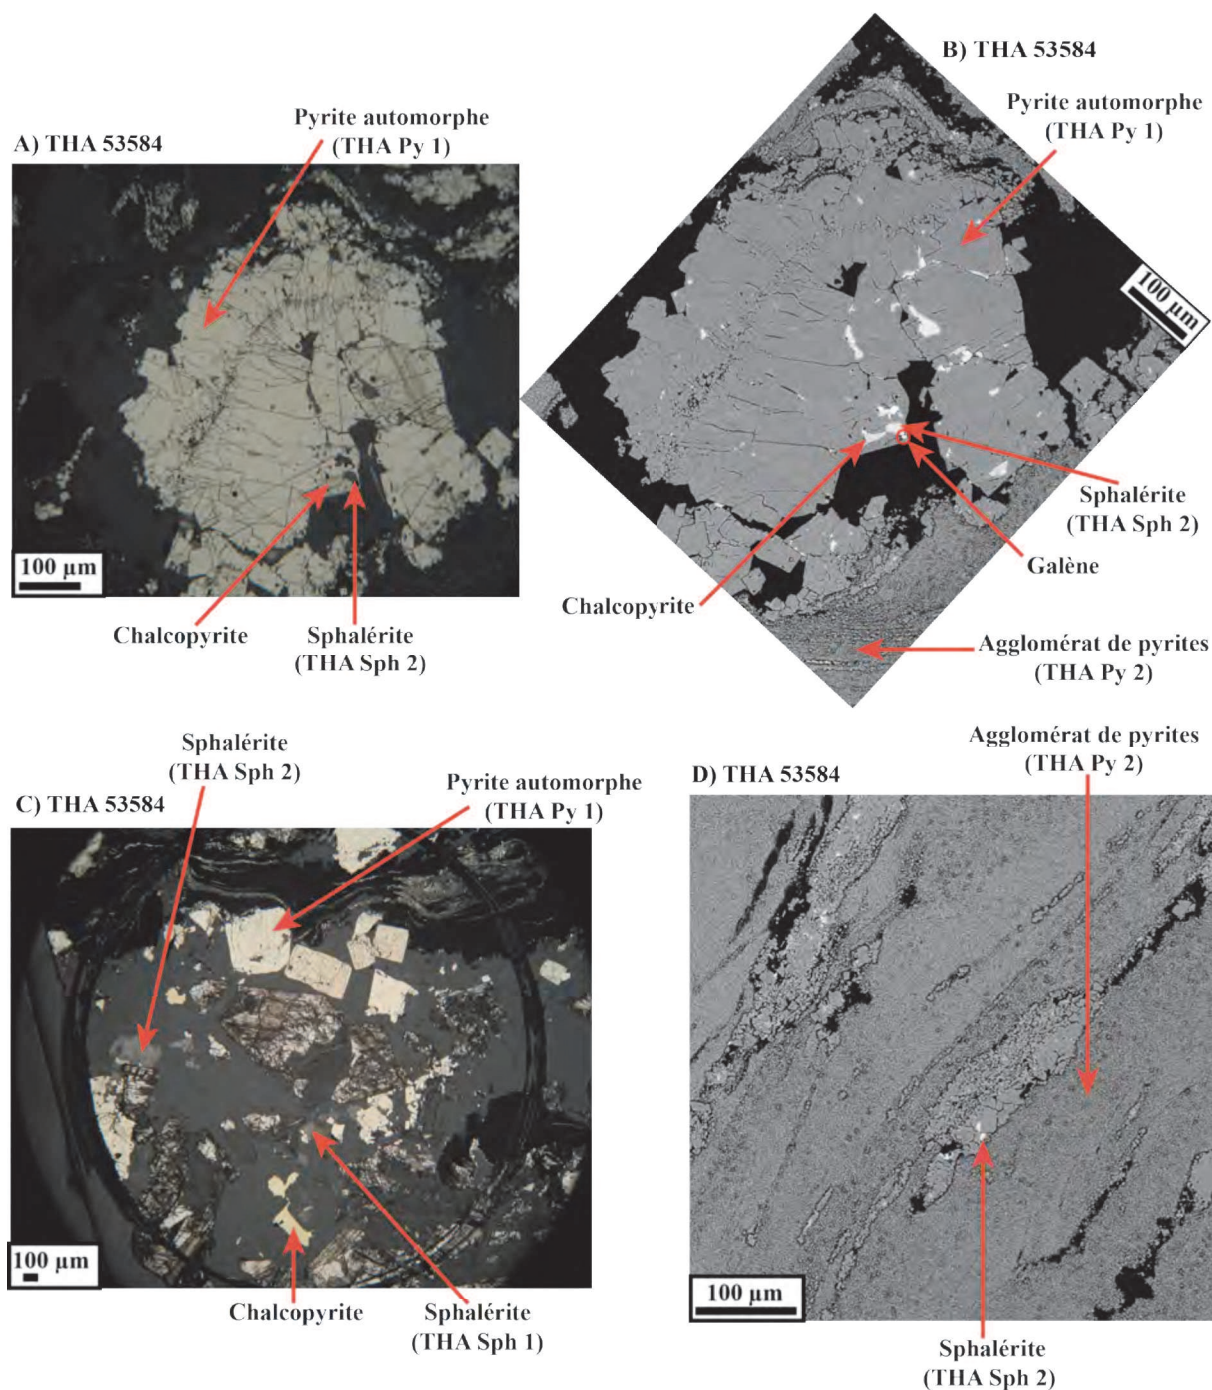 A) THA 53584
Pyrite automorphe
(THA Py 1)
100 µm
Chalcopyrite
Sphalérite
(THA Sph 2)
B) THA 53584
Pyrite automorphe
(THA Py 1)
100 µm
Sphalérite
(THA Sph 2)
Galène
Chalcopyrite
Agglomérat de pyrites
(THA Py 2)
C) THA 53584
Sphalérite
(THA Sph 2)
Pyrite automorphe
(THA Py 1)
100 µm
Chalcopyrite
Sphalérite
(THA Sph 1)
D) THA 53584
Agglomérat de pyrites
(THA Py 2)
100 µm
Sphalérite
(THA Sph 2)